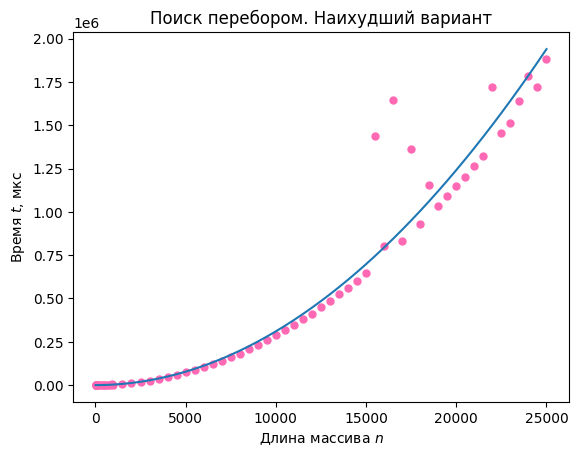 Поиск перебором. Наихудший вариант
1e6
2.00
1.75
1.50
1.25
1.00
0.75
0.50
0.25
0.00
Время t, мкс
0 5000 10000 15000 20000 25000
Длина массива n